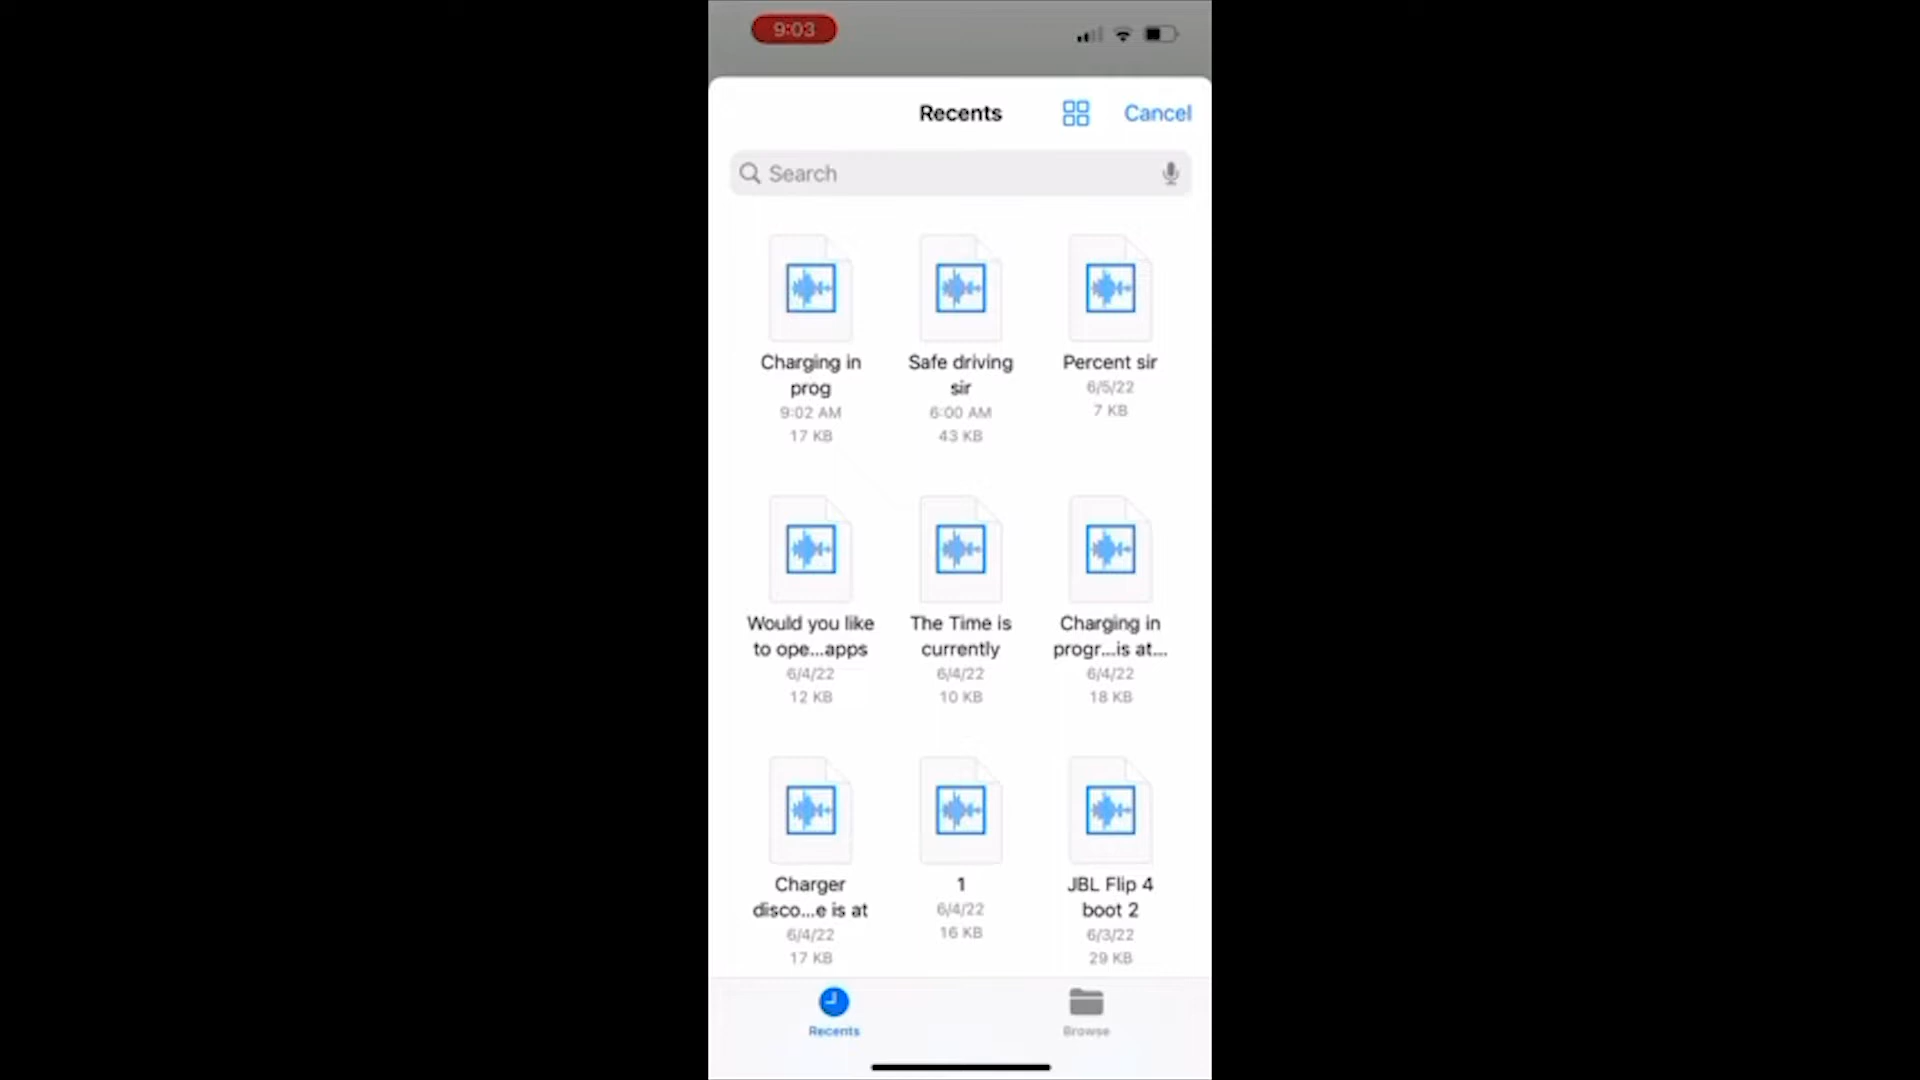 9:03
Recents
Cancel
Search
Charging in
prog
9:02 AM
17 KB
Safe driving
sir
6:00 AM
43 KB
Percent sir
6/5/22
7 KB
Would you like
to ope...apps
6/4/22
12 KB
The Time is
currently
6/4/22
10 KB
Charging in
progr...is at...
6/4/22
18 KB
Charger
disco...e is at
6/4/22
17 KB
1
6/4/22
16 KB
JBL Flip 4
boot 2
6/3/22
29 KB
Recents
Browse